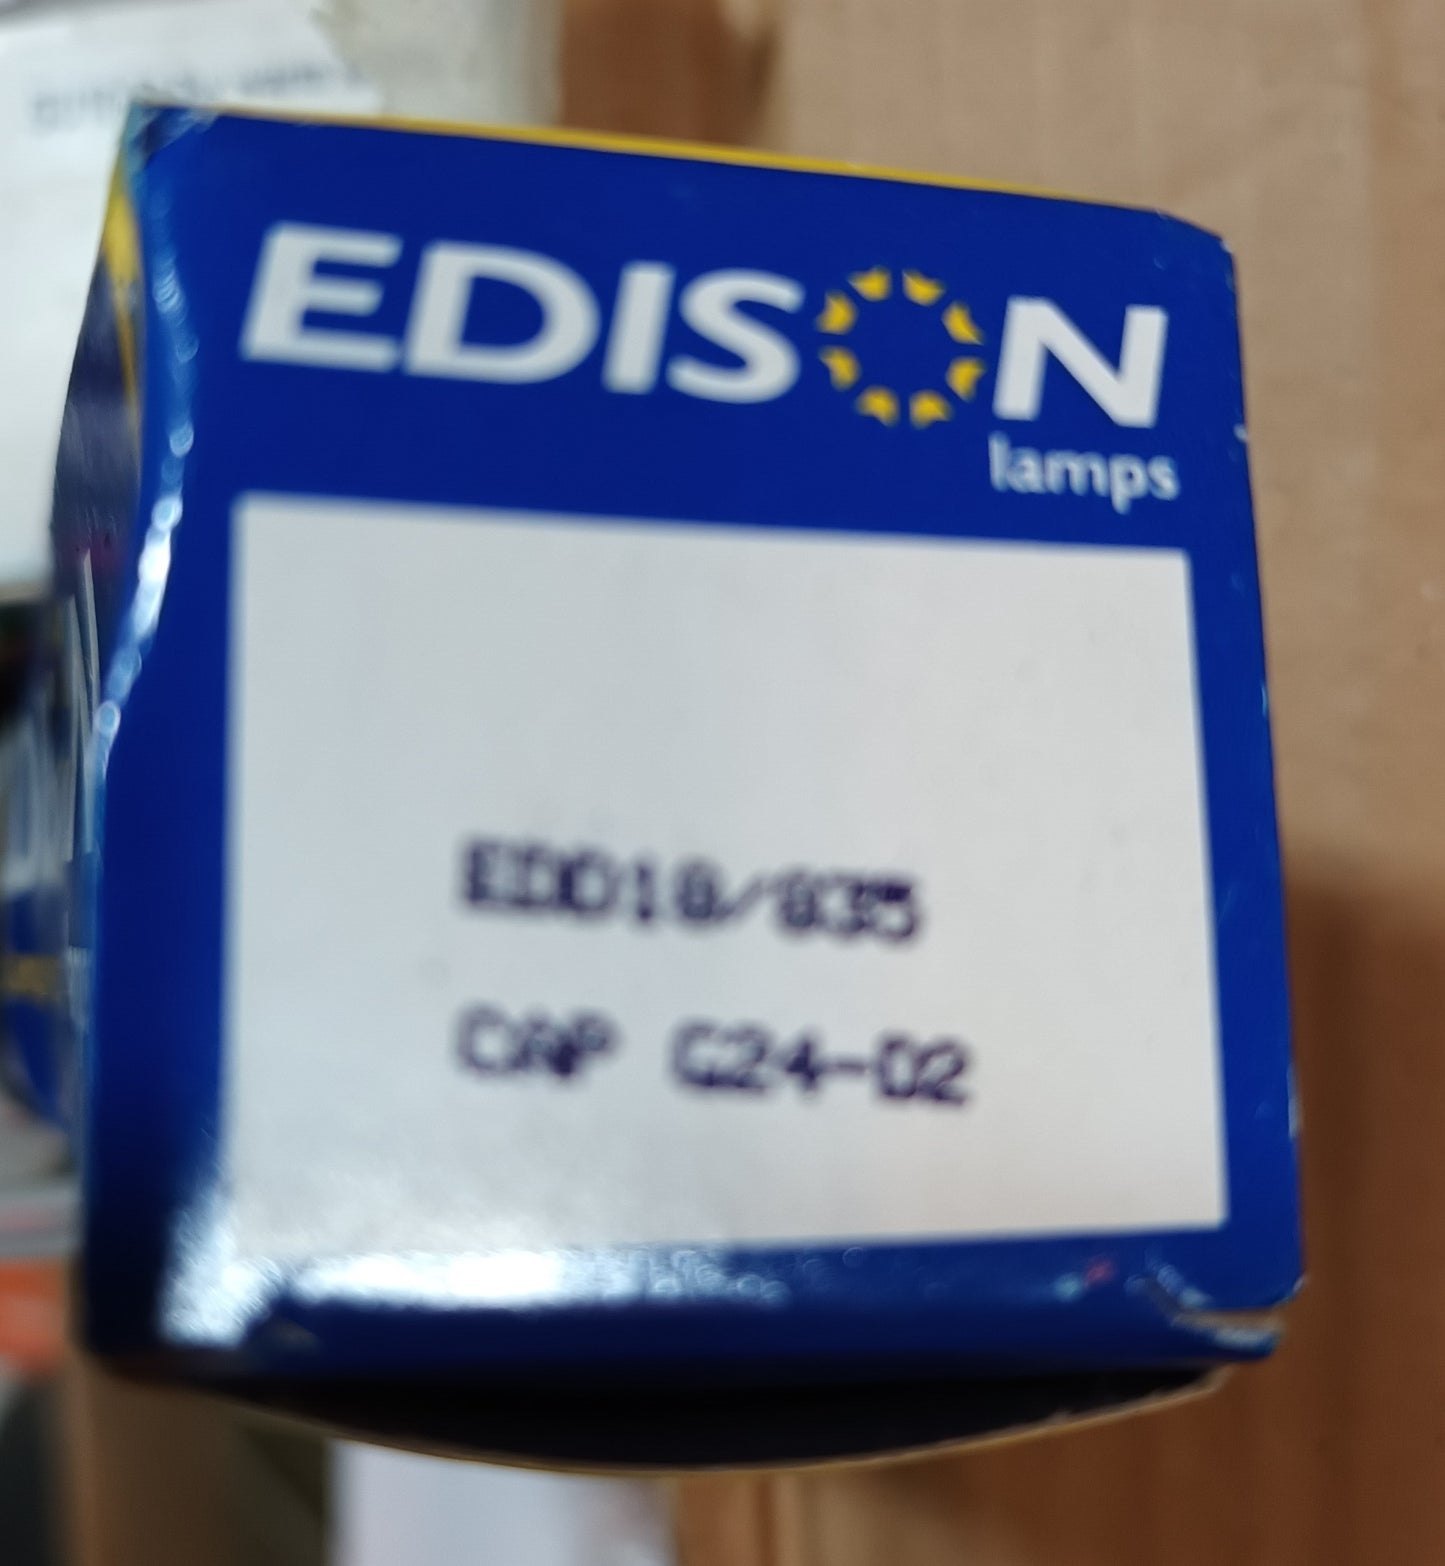 EDISON
lamps
EDD18/835
CAP G24-D2